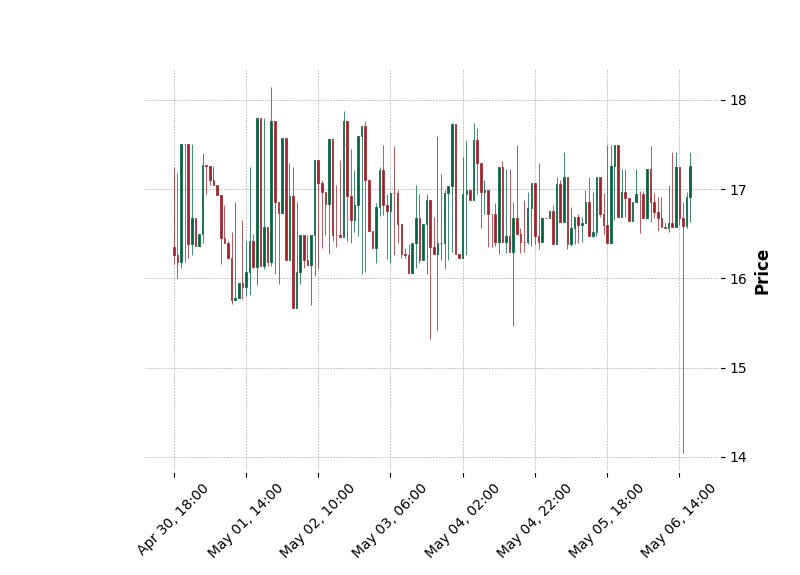 18
17
16
15
14
Price
Apr 30, 18:00
May 01, 14:00
May 02, 10:00
May 03, 06:00
May 04, 02:00
May 04, 22:00
May 05, 18:00
May 06, 14:00